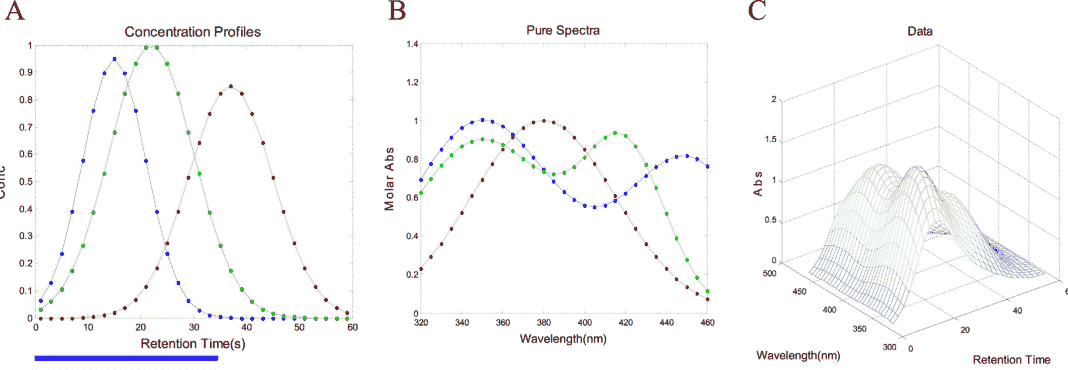 A
Concentration Profiles
1
0.9
0.8
0.7
0.6
0.5
0.4
0.3
0.2
0.1
0
Conc
0 10 20 30 40 50 60
Retention Time(s)
B
Pure Spectra
1.4
1.2
1
0.8
0.6
0.4
0.2
0
Molar Abs
320 340 360 380 400 420 440 460
Wavelength(nm)
C
Data
2
1.5
1
0.5
0
Abs
500
450
400
350
300
0
20
40
6
Wavelength(nm)
Retention Time